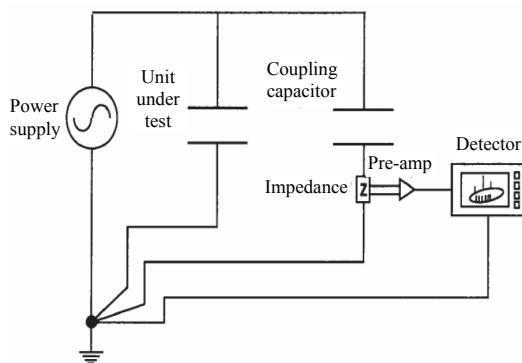 Unit
under
test
Coupling
capacitor
Power
supply
Detector
Pre-amp
Impedance
Z